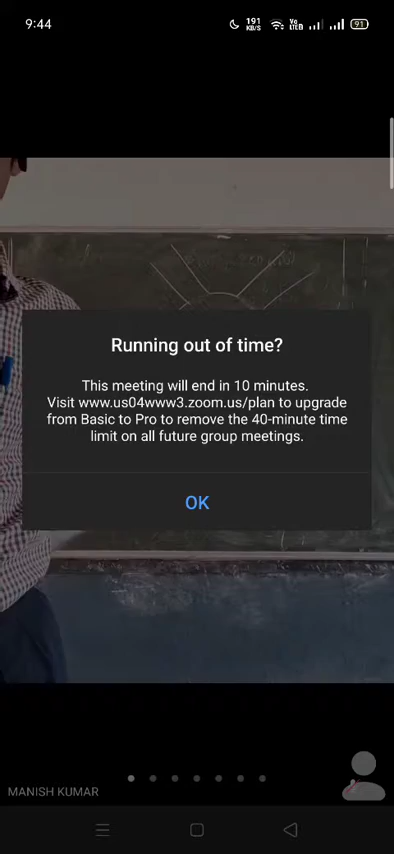 9:44
191 KB/S
Vo LTE
91
Running out of time?
This meeting will end in 10 minutes.
Visit www.us04www3.zoom.us/plan to upgrade
from Basic to Pro to remove the 40-minute time
limit on all future group meetings.
OK
MANISH KUMAR